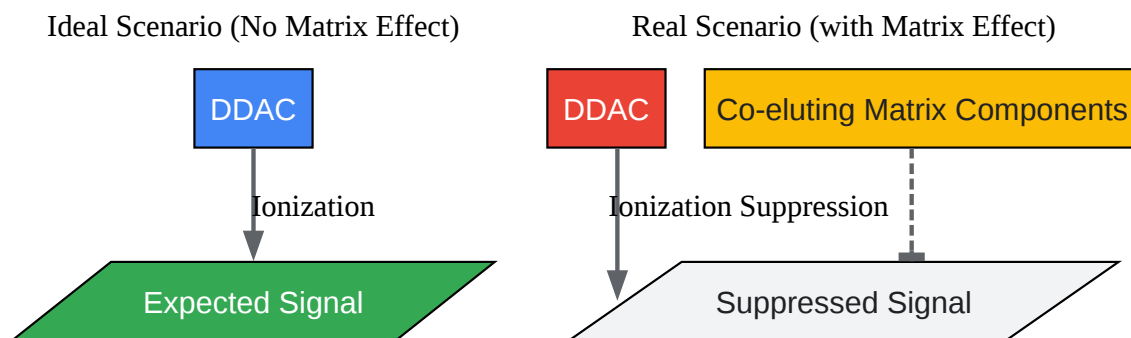 Ideal Scenario (No Matrix Effect)
DDAC
Ionization
Expected Signal
Real Scenario (with Matrix Effect)
DDAC
Co-eluting Matrix Components
Ionization Suppression
Suppressed Signal